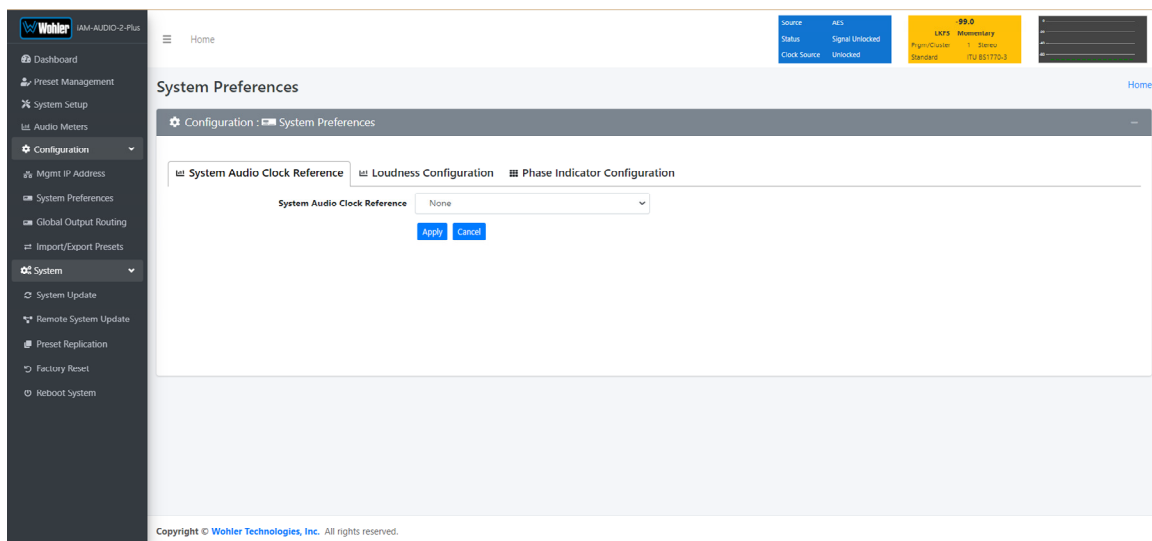 Wohler IAM-AUDIO-2-Plus
Dashboard
Preset Management
System Setup
Audio Meters
Configuration
Mgmt IP Address
System Preferences
Global Output Routing
Import/Export Presets
System
System Update
Remote System Update
Preset Replication
Factory Reset
Reboot System
Home
Source AES
Status Signal Unlocked
Clock Source Unlocked
-99.0
LKFS Momentary
Prgm/Cluster 1 Stereo
Standard ITU BS1770-3
System Preferences
Home
Configuration : System Preferences
System Audio Clock Reference Loudness Configuration Phase Indicator Configuration
System Audio Clock Reference None
Apply Cancel
Copyright © Wohler Technologies, Inc. All rights reserved.